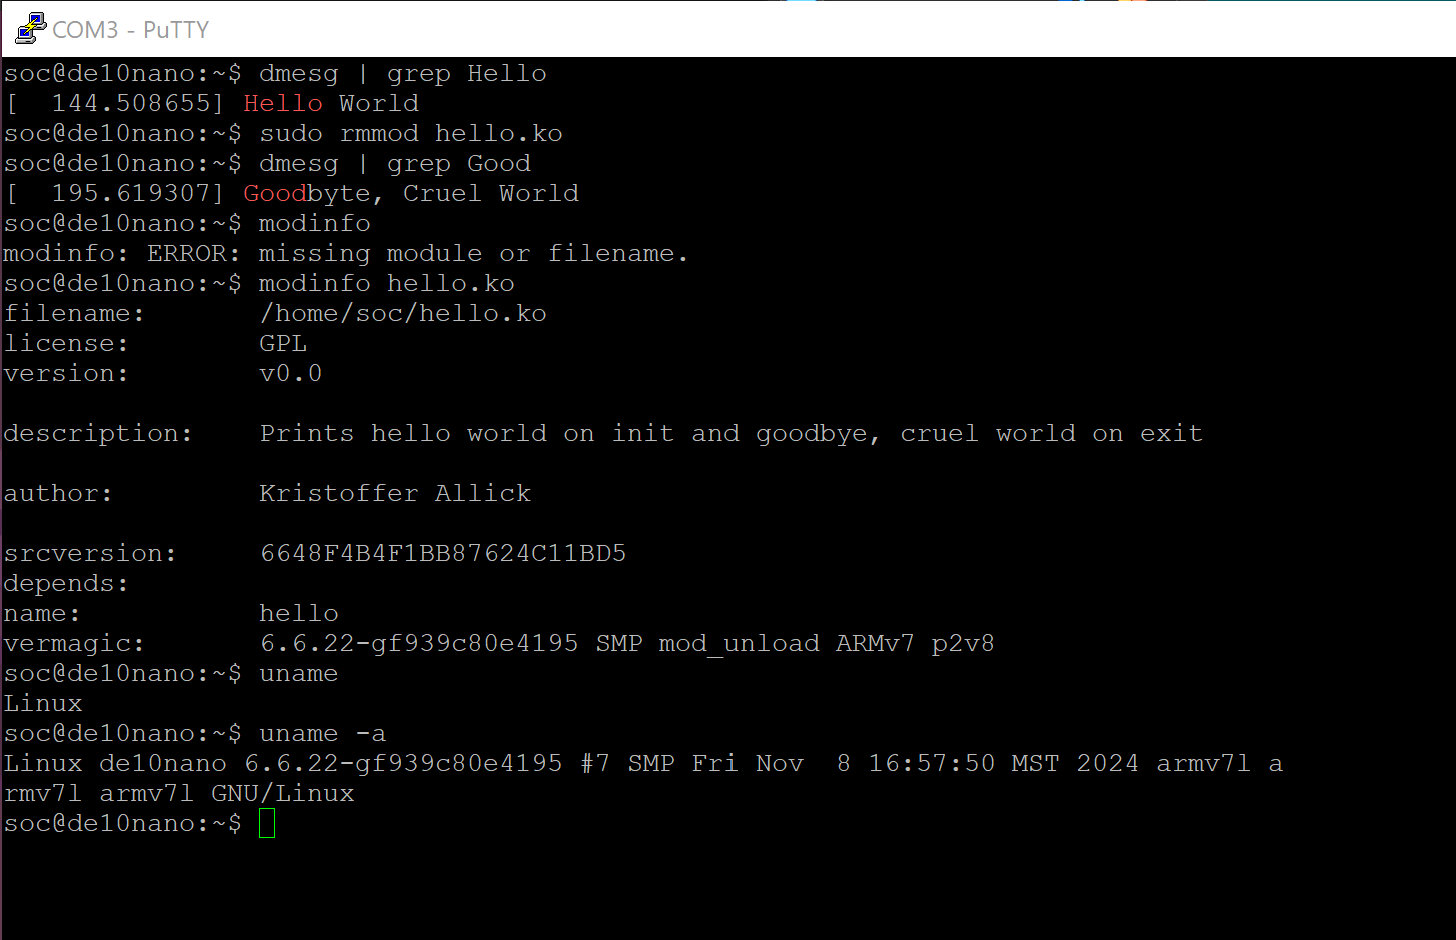 COM3 - PuTTY
soc@de10nano:~$ dmesg | grep Hello
[  144.508655] Hello World
soc@de10nano:~$ sudo rmmod hello.ko
soc@de10nano:~$ dmesg | grep Good
[  195.619307] Goodbyte, Cruel World
soc@de10nano:~$ modinfo
modinfo: ERROR: missing module or filename.
soc@de10nano:~$ modinfo hello.ko
filename:       /home/soc/hello.ko
license:        GPL
version:        v0.0
description:    Prints hello world on init and goodbye, cruel world on exit
author:         Kristoffer Allick
srcversion:     6648F4B4F1BB87624C11BD5
depends:
name:           hello
vermagic:       6.6.22-gf939c80e4195 SMP mod_unload ARMv7 p2v8
soc@de10nano:~$ uname
Linux
soc@de10nano:~$ uname -a
Linux de10nano 6.6.22-gf939c80e4195 #7 SMP Fri Nov  8 16:57:50 MST 2024 armv7l a
rmv7l armv7l GNU/Linux
soc@de10nano:~$